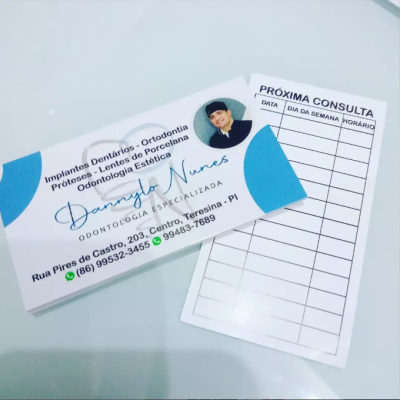 Implantes Dentários - Ortodontia
Próteses - Lentes de Porcelana
Odontologia Estética
Dannylo Nunes
ODONTOLOGIA ESPECIALIZADA
Rua Pires de Castro, 203, Centro, Teresina - PI
(86) 99532-3455 99483-7689
PRÓXIMA CONSULTA
DATA DIA DA SEMANA HORÁRIO